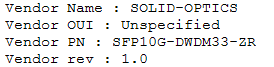 Vendor Name : SOLID-OPTICS
Vendor OUI : Unspecified
Vendor PN : SFP10G-DWDM33-ZR
Vendor rev : 1.0